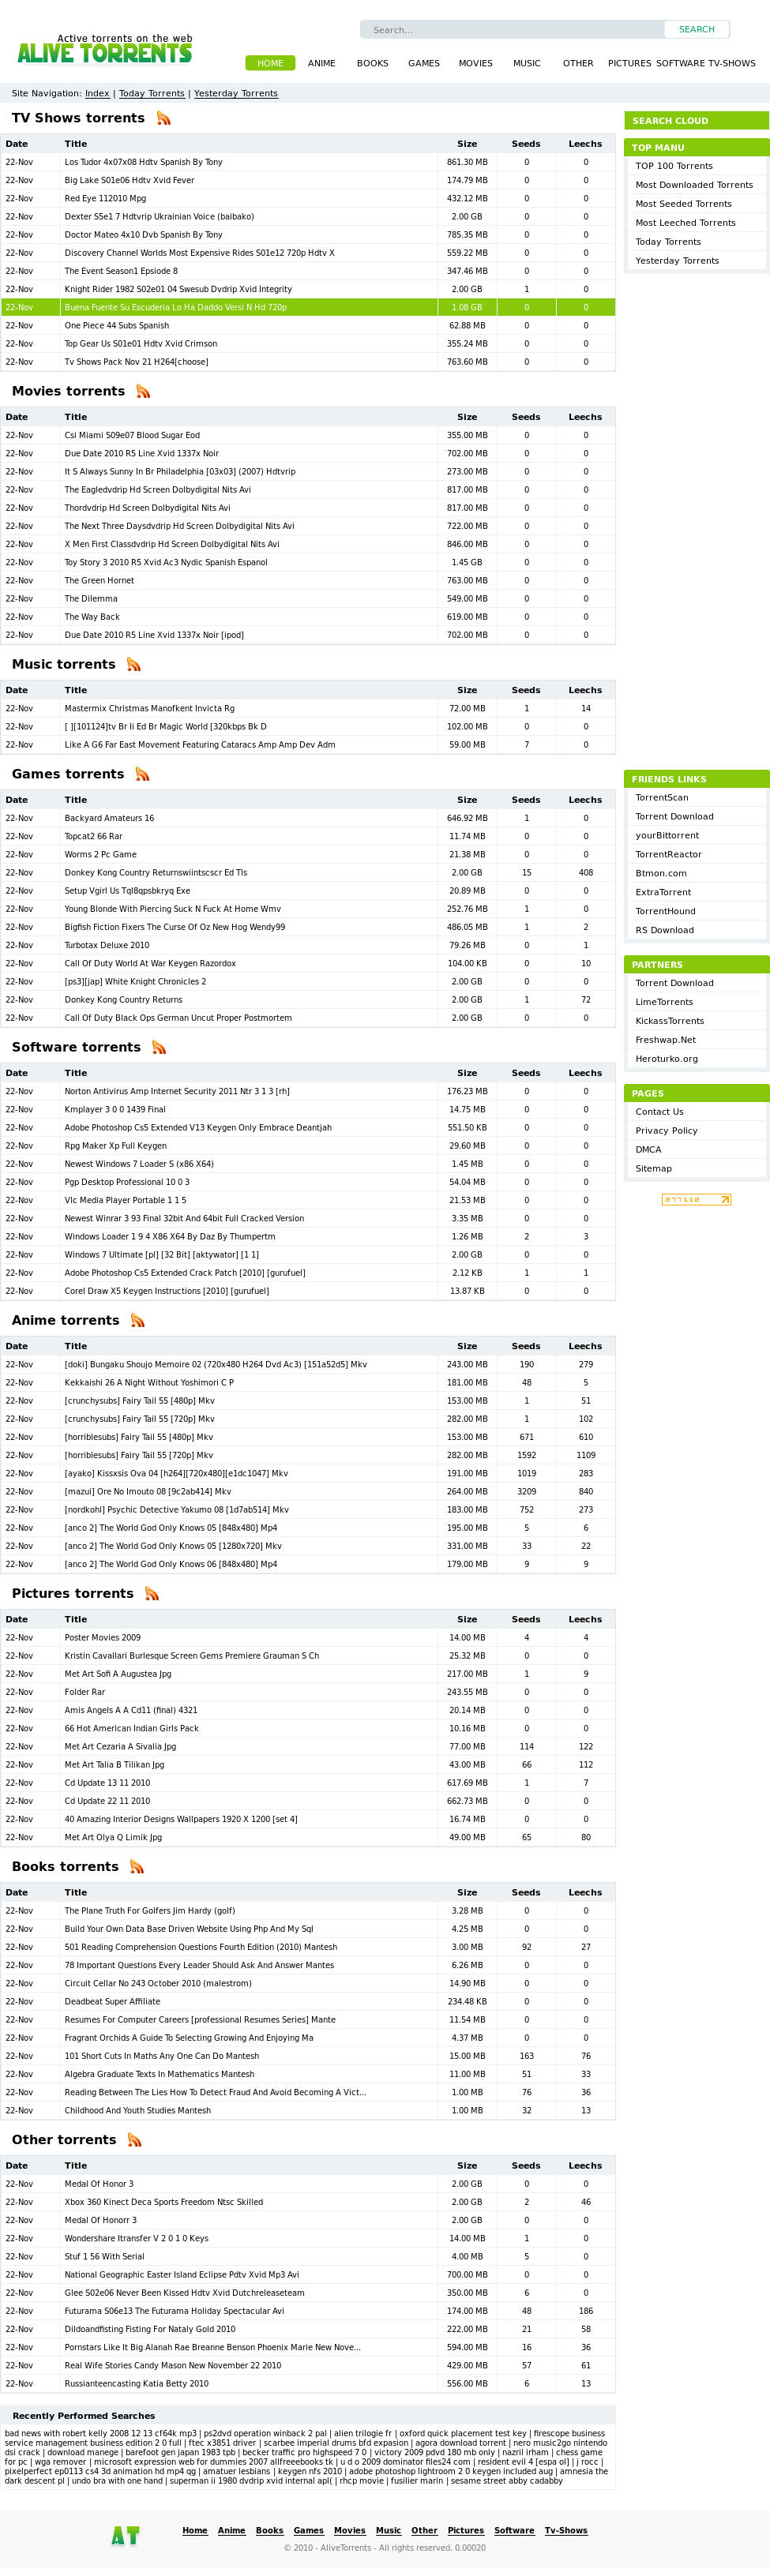 Active torrents on the web
ALIVE TORRENTS
Search...
SEARCH
HOME ANIME BOOKS GAMES MOVIES MUSIC OTHER PICTURES SOFTWARE TV-SHOWS
Site Navigation: Index | Today Torrents | Yesterday Torrents
TV Shows torrents
Date Title Size Seeds Leechs
22-Nov Los Tudor 4x07x08 Hdtv Spanish By Tony 861.30 MB 0 0
22-Nov Big Lake S01e06 Hdtv Xvid Fever 174.79 MB 0 0
22-Nov Red Eye 112010 Mpg 432.12 MB 0 0
22-Nov Dexter S5e1 7 Hdtvrip Ukrainian Voice (baibako) 2.00 GB 0 0
22-Nov Doctor Mateo 4x10 Dvb Spanish By Tony 785.35 MB 0 0
22-Nov Discovery Channel Worlds Most Expensive Rides S01e12 720p Hdtv X 559.22 MB 0 0
22-Nov The Event Season1 Epsiode 8 347.46 MB 0 0
22-Nov Knight Rider 1982 S02e01 04 Swesub Dvdrip Xvid Integrity 2.00 GB 1 0
22-Nov Buena Fuente Su Escuderia Lo Ha Daddo Versi N Hd 720p 1.08 GB 0 0
22-Nov One Piece 44 Subs Spanish 62.88 MB 0 0
22-Nov Top Gear Us S01e01 Hdtv Xvid Crimson 355.24 MB 0 0
22-Nov Tv Shows Pack Nov 21 H264[choose] 763.60 MB 0 0
Movies torrents
Date Title Size Seeds Leechs
22-Nov Csi Miami S09e07 Blood Sugar Eod 355.00 MB 0 0
22-Nov Due Date 2010 R5 Line Xvid 1337x Noir 702.00 MB 0 0
22-Nov It S Always Sunny In Br Philadelphia [03x03] (2007) Hdtvrip 273.00 MB 0 0
22-Nov The Eagledvdrip Hd Screen Dolbydigital Nits Avi 817.00 MB 0 0
22-Nov Thordvdrip Hd Screen Dolbydigital Nits Avi 817.00 MB 0 0
22-Nov The Next Three Daysdvdrip Hd Screen Dolbydigital Nits Avi 722.00 MB 0 0
22-Nov X Men First Classdvdrip Hd Screen Dolbydigital Nits Avi 846.00 MB 0 0
22-Nov Toy Story 3 2010 R5 Xvid Ac3 Nydic Spanish Espanol 1.45 GB 0 0
22-Nov The Green Hornet 763.00 MB 0 0
22-Nov The Dilemma 549.00 MB 0 0
22-Nov The Way Back 619.00 MB 0 0
22-Nov Due Date 2010 R5 Line Xvid 1337x Noir [ipod] 702.00 MB 0 0
Music torrents
Date Title Size Seeds Leechs
22-Nov Mastermix Christmas Manofkent Invicta Rg 72.00 MB 1 14
22-Nov [ ][101124]tv Br Ii Ed Br Magic World [320kbps Bk D 102.00 MB 0 0
22-Nov Like A G6 Far East Movement Featuring Cataracs Amp Amp Dev Adm 59.00 MB 7 0
Games torrents
Date Title Size Seeds Leechs
22-Nov Backyard Amateurs 16 646.92 MB 1 0
22-Nov Topcat2 66 Rar 11.74 MB 0 0
22-Nov Worms 2 Pc Game 21.38 MB 0 0
22-Nov Donkey Kong Country Returnswiintscscr Ed Tls 2.00 GB 15 408
22-Nov Setup Vgirl Us Tql8qpsbkryq Exe 20.89 MB 0 0
22-Nov Young Blonde With Piercing Suck N Fuck At Home Wmv 252.76 MB 1 0
22-Nov Bigfish Fiction Fixers The Curse Of Oz New Hog Wendy99 486.05 MB 1 2
22-Nov Turbotax Deluxe 2010 79.26 MB 0 1
22-Nov Call Of Duty World At War Keygen Razordox 104.00 KB 0 10
22-Nov [ps3][jap] White Knight Chronicles 2 2.00 GB 0 0
22-Nov Donkey Kong Country Returns 2.00 GB 1 72
22-Nov Call Of Duty Black Ops German Uncut Proper Postmortem 2.00 GB 0 0
Software torrents
Date Title Size Seeds Leechs
22-Nov Norton Antivirus Amp Internet Security 2011 Ntr 3 1 3 [rh] 176.23 MB 0 0
22-Nov Kmplayer 3 0 0 1439 Final 14.75 MB 0 0
22-Nov Adobe Photoshop Cs5 Extended V13 Keygen Only Embrace Deantjah 551.50 KB 0 0
22-Nov Rpg Maker Xp Full Keygen 29.60 MB 0 0
22-Nov Newest Windows 7 Loader S (x86 X64) 1.45 MB 0 0
22-Nov Pgp Desktop Professional 10 0 3 54.04 MB 0 0
22-Nov Vlc Media Player Portable 1 1 5 21.53 MB 0 0
22-Nov Newest Winrar 3 93 Final 32bit And 64bit Full Cracked Version 3.35 MB 0 0
22-Nov Windows Loader 1 9 4 X86 X64 By Daz By Thumpertm 1.26 MB 2 3
22-Nov Windows 7 Ultimate [pl] [32 Bit] [aktywator] [1 1] 2.00 GB 0 0
22-Nov Adobe Photoshop Cs5 Extended Crack Patch [2010] [gurufuel] 2.12 KB 1 1
22-Nov Corel Draw X5 Keygen Instructions [2010] [gurufuel] 13.87 KB 0 0
Anime torrents
Date Title Size Seeds Leechs
22-Nov [doki] Bungaku Shoujo Memoire 02 (720x480 H264 Dvd Ac3) [151a52d5] Mkv 243.00 MB 190 279
22-Nov Kekkaishi 26 A Night Without Yoshimori C P 181.00 MB 48 5
22-Nov [crunchysubs] Fairy Tail 55 [480p] Mkv 153.00 MB 1 51
22-Nov [crunchysubs] Fairy Tail 55 [720p] Mkv 282.00 MB 1 102
22-Nov [horriblesubs] Fairy Tail 55 [480p] Mkv 153.00 MB 671 610
22-Nov [horriblesubs] Fairy Tail 55 [720p] Mkv 282.00 MB 1592 1109
22-Nov [ayako] Kissxsis Ova 04 [h264][720x480][e1dc1047] Mkv 191.00 MB 1019 283
22-Nov [mazui] Ore No Imouto 08 [9c2ab414] Mkv 264.00 MB 3209 840
22-Nov [nordkohl] Psychic Detective Yakumo 08 [1d7ab514] Mkv 183.00 MB 752 273
22-Nov [anco 2] The World God Only Knows 05 [848x480] Mp4 195.00 MB 5 6
22-Nov [anco 2] The World God Only Knows 05 [1280x720] Mkv 331.00 MB 33 22
22-Nov [anco 2] The World God Only Knows 06 [848x480] Mp4 179.00 MB 9 9
Pictures torrents
Date Title Size Seeds Leechs
22-Nov Poster Movies 2009 14.00 MB 4 4
22-Nov Kristin Cavallari Burlesque Screen Gems Premiere Grauman S Ch 25.32 MB 0 0
22-Nov Met Art Sofi A Augustea Jpg 217.00 MB 1 9
22-Nov Folder Rar 243.55 MB 0 0
22-Nov Amis Angels A A Cd11 (final) 4321 20.14 MB 0 0
22-Nov 66 Hot American Indian Girls Pack 10.16 MB 0 0
22-Nov Met Art Cezaria A Sivalia Jpg 77.00 MB 114 122
22-Nov Met Art Talia B Tilikan Jpg 43.00 MB 66 112
22-Nov Cd Update 13 11 2010 617.69 MB 1 7
22-Nov Cd Update 22 11 2010 662.73 MB 0 0
22-Nov 40 Amazing Interior Designs Wallpapers 1920 X 1200 [set 4] 16.74 MB 0 0
22-Nov Met Art Olya Q Limik Jpg 49.00 MB 65 80
Books torrents
Date Title Size Seeds Leechs
22-Nov The Plane Truth For Golfers Jim Hardy (golf) 3.28 MB 0 0
22-Nov Build Your Own Data Base Driven Website Using Php And My Sql 4.25 MB 0 0
22-Nov 501 Reading Comprehension Questions Fourth Edition (2010) Mantesh 3.00 MB 92 27
22-Nov 78 Important Questions Every Leader Should Ask And Answer Mantes 6.26 MB 0 0
22-Nov Circuit Cellar No 243 October 2010 (malestrom) 14.90 MB 0 0
22-Nov Deadbeat Super Affiliate 234.48 KB 0 0
22-Nov Resumes For Computer Careers [professional Resumes Series] Mante 11.54 MB 0 0
22-Nov Fragrant Orchids A Guide To Selecting Growing And Enjoying Ma 4.37 MB 0 0
22-Nov 101 Short Cuts In Maths Any One Can Do Mantesh 15.00 MB 163 76
22-Nov Algebra Graduate Texts In Mathematics Mantesh 11.00 MB 51 33
22-Nov Reading Between The Lies How To Detect Fraud And Avoid Becoming A Vict... 1.00 MB 76 36
22-Nov Childhood And Youth Studies Mantesh 1.00 MB 32 13
Other torrents
Date Title Size Seeds Leechs
22-Nov Medal Of Honor 3 2.00 GB 0 0
22-Nov Xbox 360 Kinect Deca Sports Freedom Ntsc Skilled 2.00 GB 2 46
22-Nov Medal Of Honorr 3 2.00 GB 0 0
22-Nov Wondershare Itransfer V 2 0 1 0 Keys 14.00 MB 1 0
22-Nov Stuf 1 56 With Serial 4.00 MB 5 0
22-Nov National Geographic Easter Island Eclipse Pdtv Xvid Mp3 Avi 700.00 MB 0 0
22-Nov Glee S02e06 Never Been Kissed Hdtv Xvid Dutchreleaseteam 350.00 MB 6 0
22-Nov Futurama S06e13 The Futurama Holiday Spectacular Avi 174.00 MB 48 186
22-Nov Dildoandfisting Fisting For Nataly Gold 2010 222.00 MB 21 58
22-Nov Pornstars Like It Big Alanah Rae Breanne Benson Phoenix Marie New Nove... 594.00 MB 16 36
22-Nov Real Wife Stories Candy Mason New November 22 2010 429.00 MB 57 61
22-Nov Russianteencasting Katia Betty 2010 556.00 MB 6 13
Recently Performed Searches
bad news with robert kelly 2008 12 13 cf64k mp3 | ps2dvd operation winback 2 pal | alien trilogie fr | oxford quick placement test key | firescope business
service management business edition 2 0 full | ftec x3851 driver | scarbee imperial drums bfd expasion | agora download torrent | nero music2go nintendo
dsi crack | download manege | barefoot gen japan 1983 tpb | becker traffic pro highspeed 7 0 | victory 2009 pdvd 180 mb only | nazril irham | chess game
for pc | wga remover | microsoft expression web for dummies 2007 allfreeebooks tk | u d o 2009 dominator files24 com | resident evil 4 [espa ol] | j rocc |
pixelperfect ep0113 cs4 3d animation hd mp4 qg | amatuer lesbians | keygen nfs 2010 | adobe photoshop lightroom 2 0 keygen included aug | amnesia the
dark descent pl | undo bra with one hand | superman ii 1980 dvdrip xvid internal apl( | rhcp movie | fusilier marin | sesame street abby cadabby
SEARCH CLOUD
TOP MANU
TOP 100 Torrents
Most Downloaded Torrents
Most Seeded Torrents
Most Leeched Torrents
Today Torrents
Yesterday Torrents
FRIENDS LINKS
TorrentScan
Torrent Download
yourBittorrent
TorrentReactor
Btmon.com
ExtraTorrent
TorrentHound
RS Download
PARTNERS
Torrent Download
LimeTorrents
KickassTorrents
Freshwap.Net
Heroturko.org
PAGES
Contact Us
Privacy Policy
DMCA
Sitemap
AT
Home Anime Books Games Movies Music Other Pictures Software Tv-Shows
© 2010 - AliveTorrents - All rights reserved. 0.00020